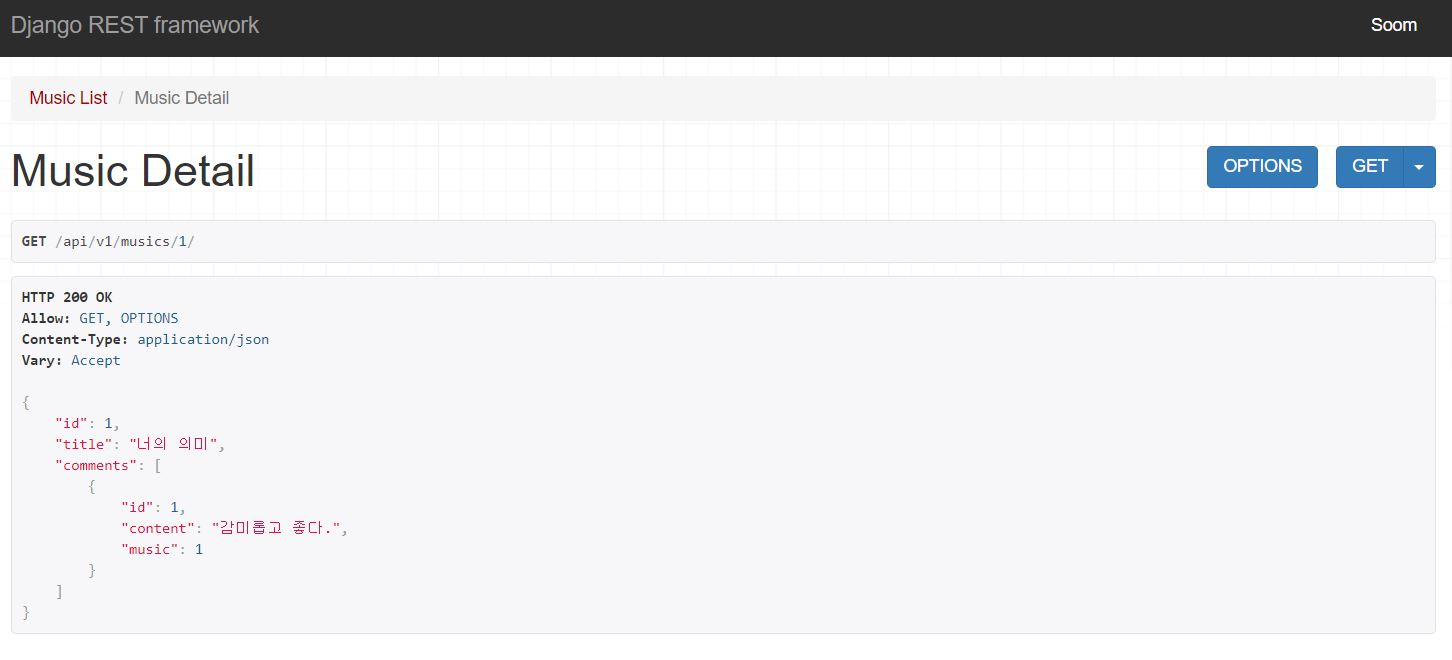 Django REST framework Soom
Music List / Music Detail
Music Detail OPTIONS GET
GET /api/v1/musics/1/
HTTP 200 OK
Allow: GET, OPTIONS
Content-Type: application/json
Vary: Accept
{
    "id": 1,
    "title": "너의 의미",
    "comments": [
        {
            "id": 1,
            "content": "감미롭고 좋다.",
            "music": 1
        }
    ]
}